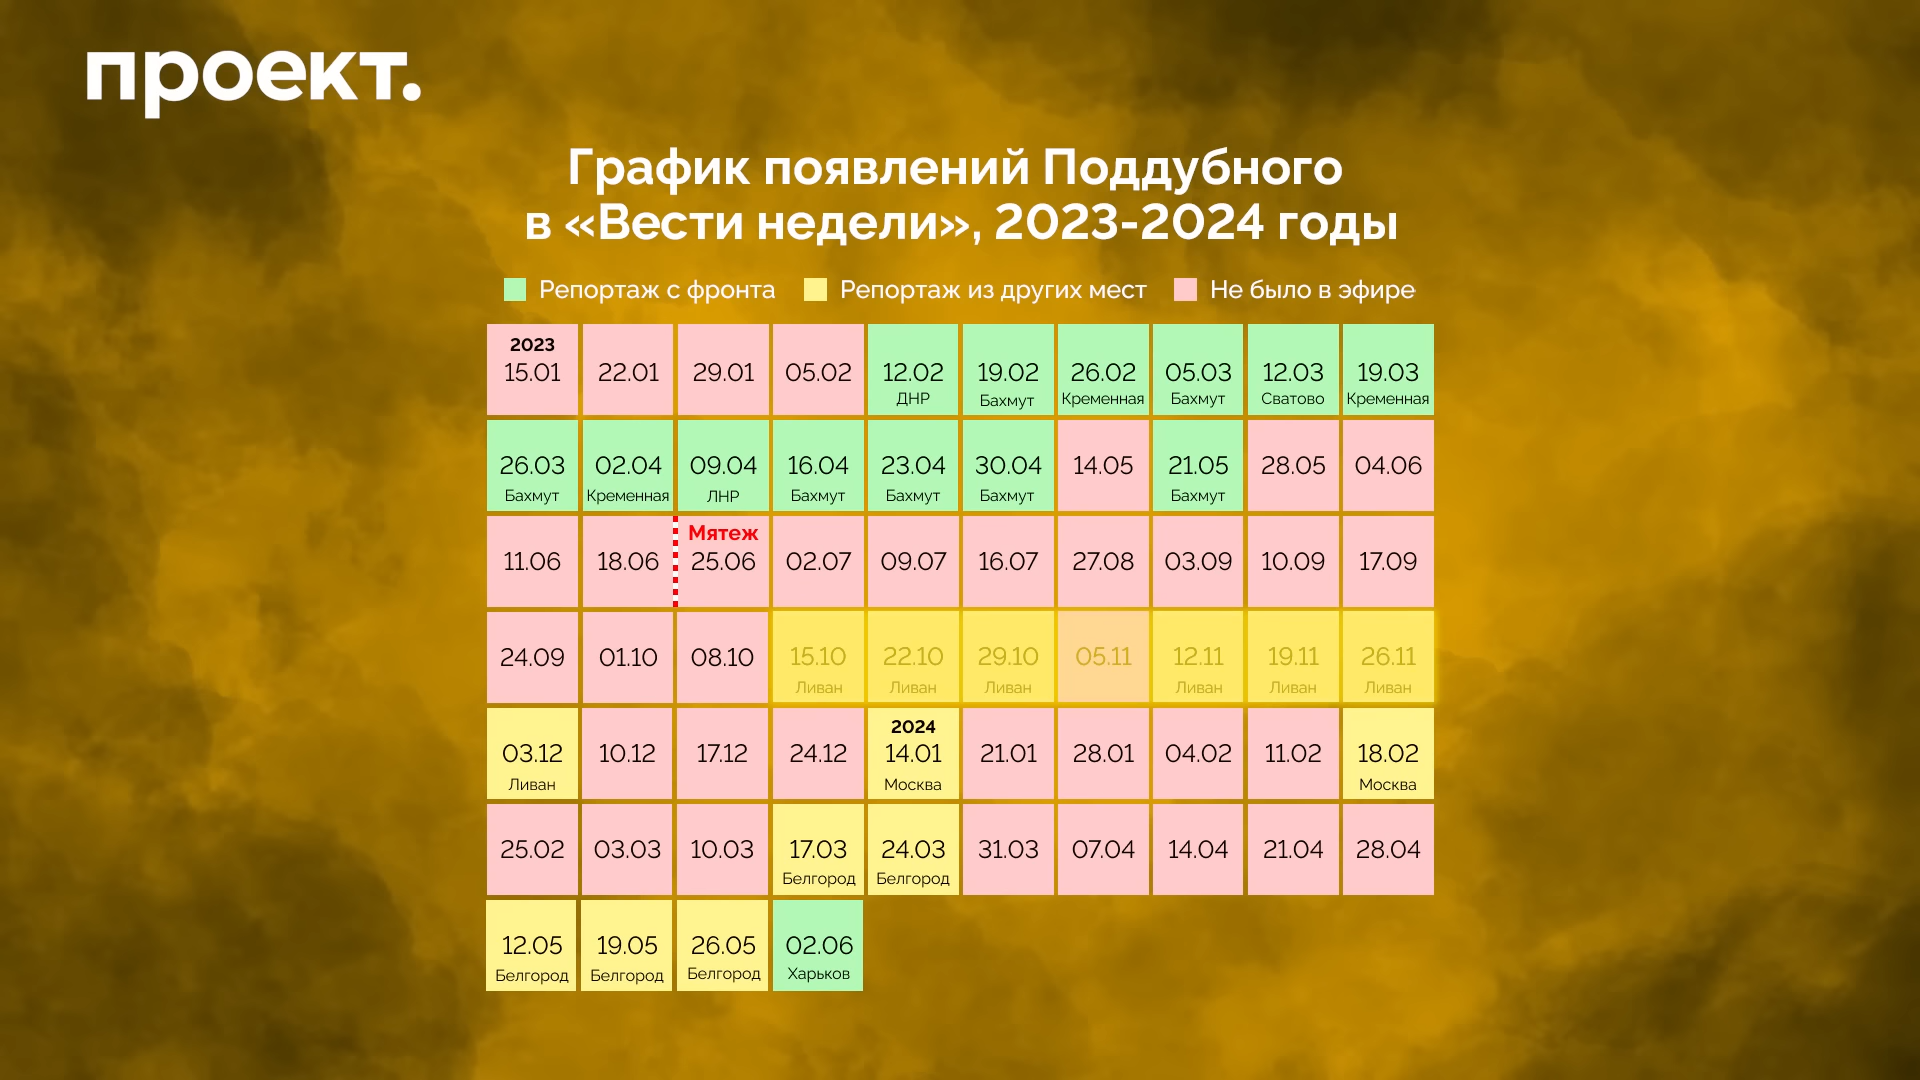 проект.
График появлений Поддубного
в «Вести недели», 2023-2024 годы
Репортаж с фронта Репортаж из других мест Не было в эфире
2023
15.01 22.01 29.01 05.02 12.02 19.02 26.02 05.03 12.03 19.03
ДНР Бахмут Кременная Бахмут Сватово Кременная
26.03 02.04 09.04 16.04 23.04 30.04 14.05 21.05 28.05 04.06
Бахмут Кременная ЛНР Бахмут Бахмут Бахмут Бахмут
Мятеж
11.06 18.06 25.06 02.07 09.07 16.07 27.08 03.09 10.09 17.09
24.09 01.10 08.10 15.10 22.10 29.10 05.11 12.11 19.11 26.11
Ливан Ливан Ливан Ливан Ливан Ливан
2024
03.12 10.12 17.12 24.12 14.01 21.01 28.01 04.02 11.02 18.02
Ливан Москва Москва
25.02 03.03 10.03 17.03 24.03 31.03 07.04 14.04 21.04 28.04
Белгород Белгород
12.05 19.05 26.05 02.06
Белгород Белгород Белгород Харьков